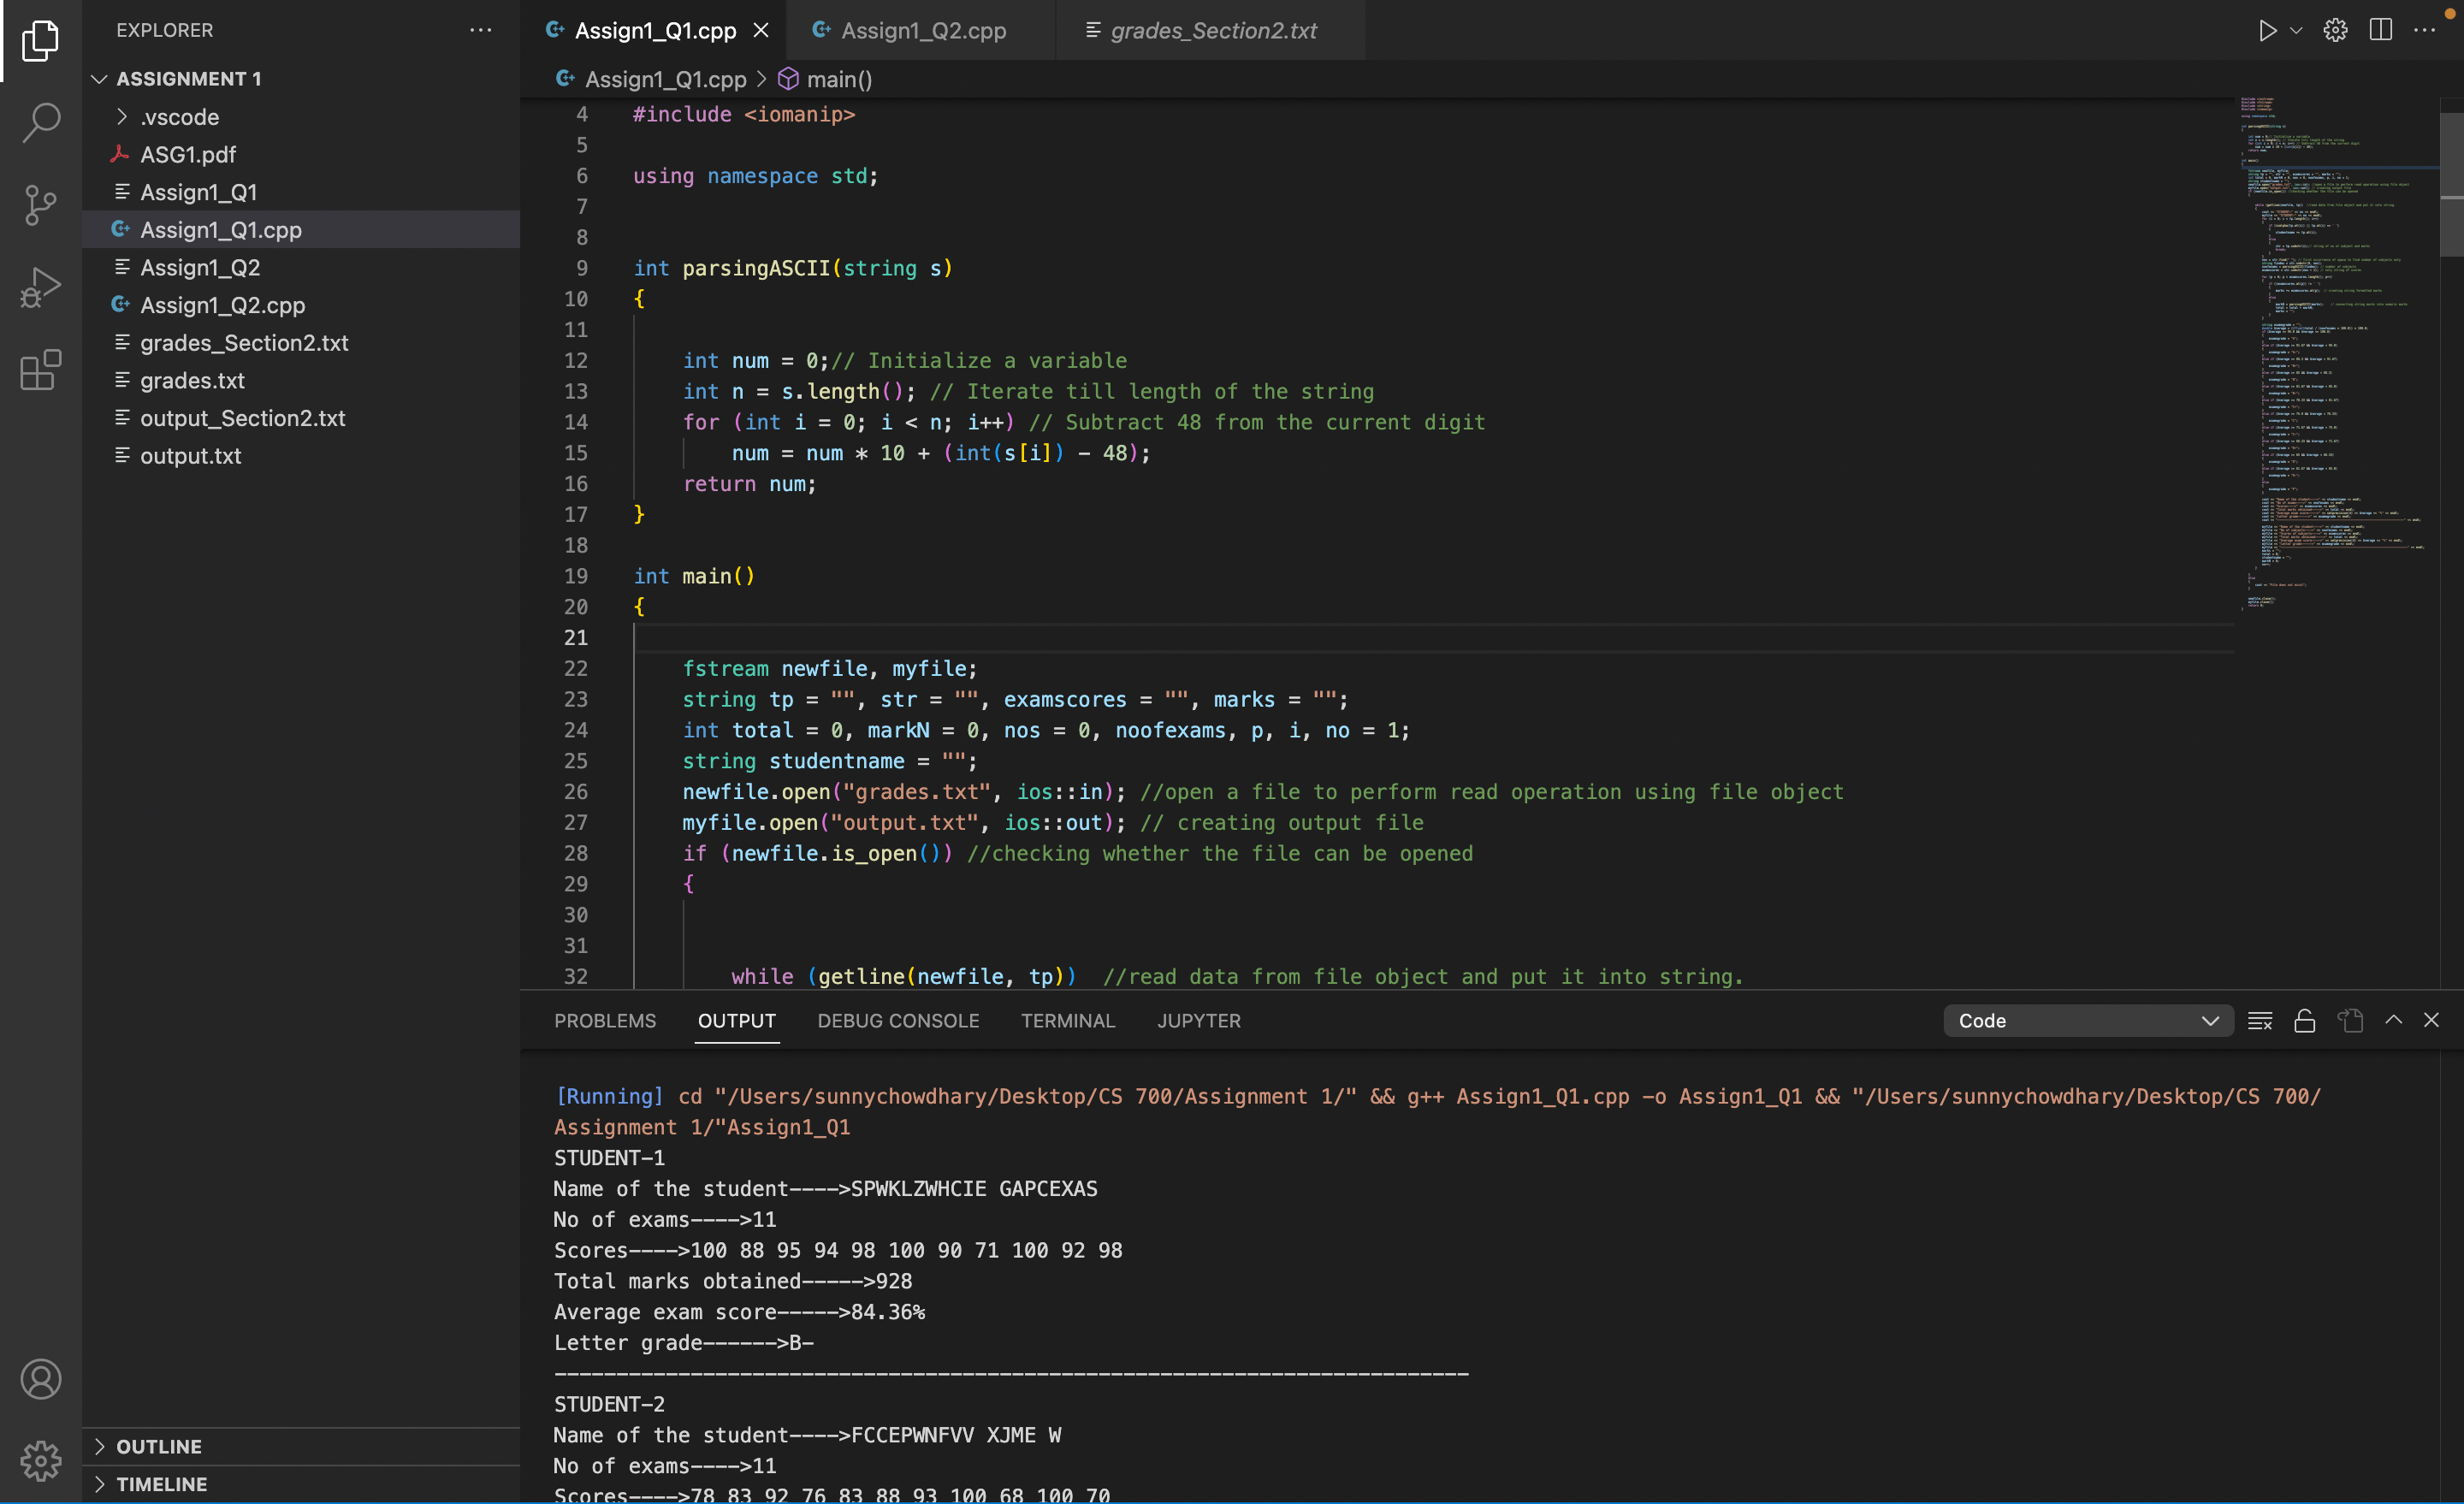 EXPLORER
ASSIGNMENT 1
.vscode
ASG1.pdf
Assign1_Q1
Assign1_Q1.cpp
Assign1_Q2
Assign1_Q2.cpp
grades_Section2.txt
grades.txt
output_Section2.txt
output.txt
OUTLINE
TIMELINE
Assign1_Q1.cpp
Assign1_Q2.cpp
grades_Section2.txt
Assign1_Q1.cpp > main()
4 #include <iomanip>
5
6 using namespace std;
7
8
9 int parsingASCII(string s)
10 {
11
12     int num = 0;// Initialize a variable
13     int n = s.length(); // Iterate till length of the string
14     for (int i = 0; i < n; i++) // Subtract 48 from the current digit
15         num = num * 10 + (int(s[i]) - 48);
16     return num;
17 }
18
19 int main()
20 {
21
22     fstream newfile, myfile;
23     string tp = "", str = "", examscores = "", marks = "";
24     int total = 0, markN = 0, nos = 0, noofexams, p, i, no = 1;
25     string studentname = "";
26     newfile.open("grades.txt", ios::in); //open a file to perform read operation using file object
27     myfile.open("output.txt", ios::out); // creating output file
28     if (newfile.is_open()) //checking whether the file can be opened
29     {
30
31
32         while (getline(newfile, tp))  //read data from file object and put it into string.
PROBLEMS OUTPUT DEBUG CONSOLE TERMINAL JUPYTER
Code
[Running] cd "/Users/sunnychowdhary/Desktop/CS 700/Assignment 1/" && g++ Assign1_Q1.cpp -o Assign1_Q1 && "/Users/sunnychowdhary/Desktop/CS 700/
Assignment 1/"Assign1_Q1
STUDENT-1
Name of the student---->SPWKLZWHCIE GAPCEXAS
No of exams---->11
Scores---->100 88 95 94 98 100 90 71 100 92 98
Total marks obtained----->928
Average exam score----->84.36%
Letter grade------>B-
--------------------------------------------------------------------------
STUDENT-2
Name of the student---->FCCEPWNFVV XJME W
No of exams---->11
Scores---->78 83 92 76 83 88 93 100 68 100 70